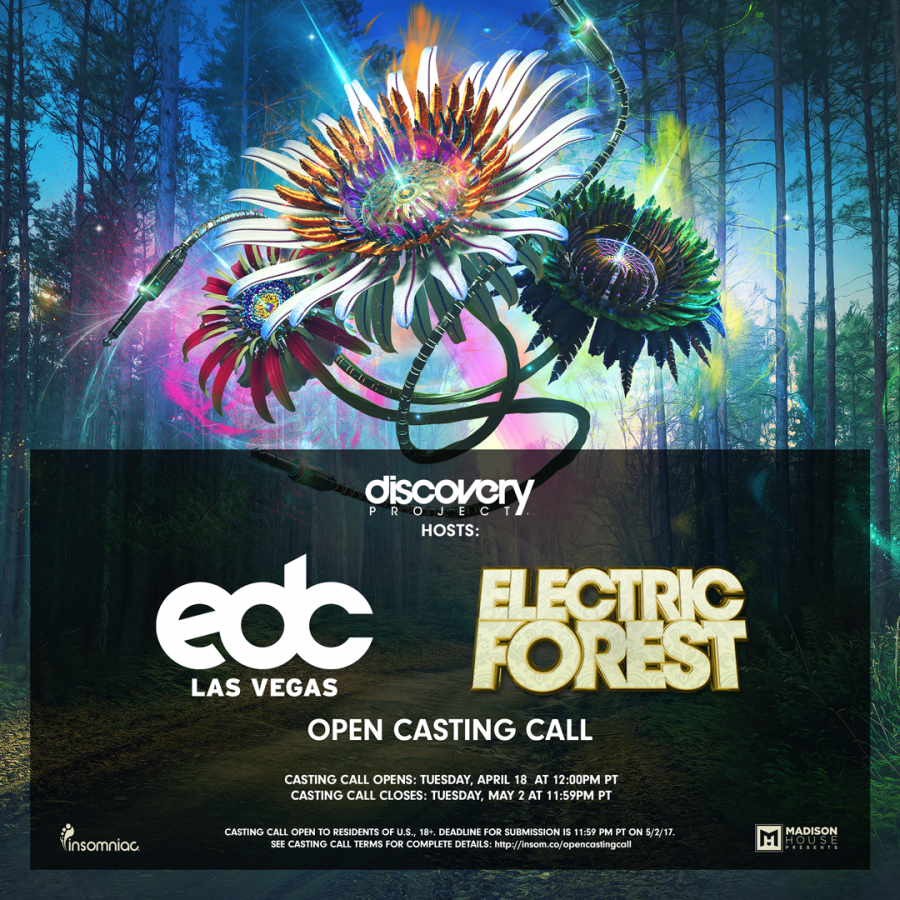 discovery
PROJECT
HOSTS:
edc
LAS VEGAS
ELECTRIC
FOREST
OPEN CASTING CALL
CASTING CALL OPENS: TUESDAY, APRIL 18 AT 12:00PM PT
CASTING CALL CLOSES: TUESDAY, MAY 2 AT 11:59PM PT
insomniac
CASTING CALL OPEN TO RESIDENTS OF U.S., 18+. DEADLINE FOR SUBMISSION IS 11:59 PM PT ON 5/2/17.
SEE CASTING CALL TERMS FOR COMPLETE DETAILS: http://insom.co/opencastingcall
MADISON
HOUSE
PRESENTS